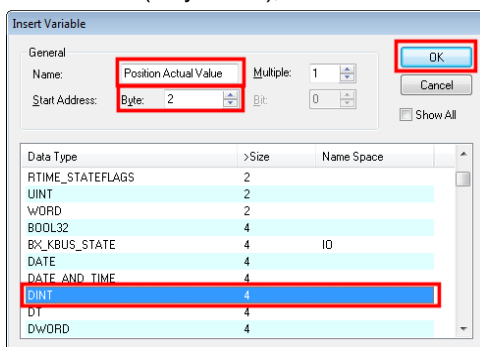 Insert Variable
General
Name: Position Actual Value Multiple: 1 OK
Start Address: Byte: 2 Bit: 0 Cancel
Show All
Data Type >Size Name Space
RTIME_STATEFLAGS 2
UINT 2
WORD 2
BOOL32 4
BX_KBUS_STATE 4 IO
DATE 4
DATE_AND_TIME 4
DINT 4
DT 4
DWORD 4